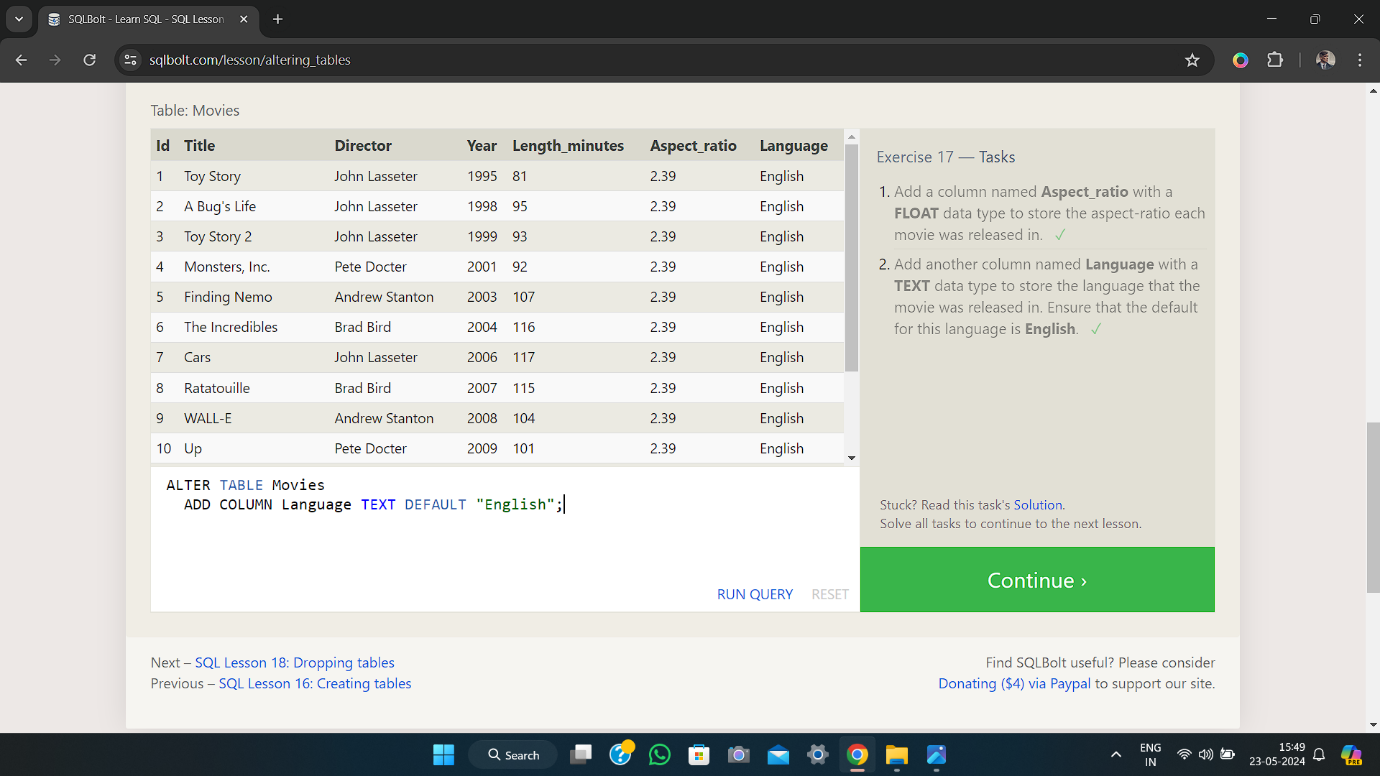 SQLBolt - Learn SQL - SQL Lesson
sqlbolt.com/lesson/altering_tables
Table: Movies
Id Title Director Year Length_minutes Aspect_ratio Language
1 Toy Story John Lasseter 1995 81 2.39 English
2 A Bug's Life John Lasseter 1998 95 2.39 English
3 Toy Story 2 John Lasseter 1999 93 2.39 English
4 Monsters, Inc. Pete Docter 2001 92 2.39 English
5 Finding Nemo Andrew Stanton 2003 107 2.39 English
6 The Incredibles Brad Bird 2004 116 2.39 English
7 Cars John Lasseter 2006 117 2.39 English
8 Ratatouille Brad Bird 2007 115 2.39 English
9 WALL-E Andrew Stanton 2008 104 2.39 English
10 Up Pete Docter 2009 101 2.39 English
ALTER TABLE Movies
ADD COLUMN Language TEXT DEFAULT "English";
RUN QUERY RESET
Exercise 17 — Tasks
1. Add a column named Aspect_ratio with a
FLOAT data type to store the aspect-ratio each
movie was released in. ✓
2. Add another column named Language with a
TEXT data type to store the language that the
movie was released in. Ensure that the default
for this language is English. ✓
Stuck? Read this task's Solution.
Solve all tasks to continue to the next lesson.
Continue ›
Next – SQL Lesson 18: Dropping tables
Previous – SQL Lesson 16: Creating tables
Find SQLBolt useful? Please consider
Donating ($4) via Paypal to support our site.
Search
ENG
IN
15:49
23-05-2024
PRE